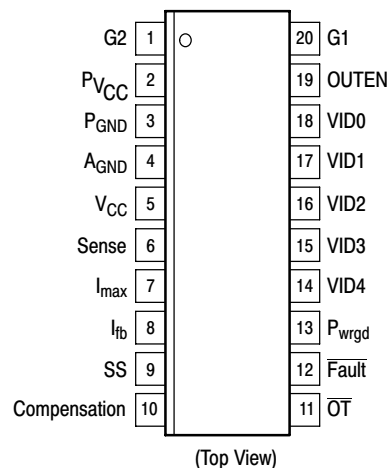 G2 1 20 G1
PVCC 2 19 OUTEN
PGND 3 18 VID0
AGND 4 17 VID1
VCC 5 16 VID2
Sense 6 15 VID3
Imax 7 14 VID4
Ifb 8 13 Pwrgd
SS 9 12 Fault
Compensation 10 11 OT
(Top View)